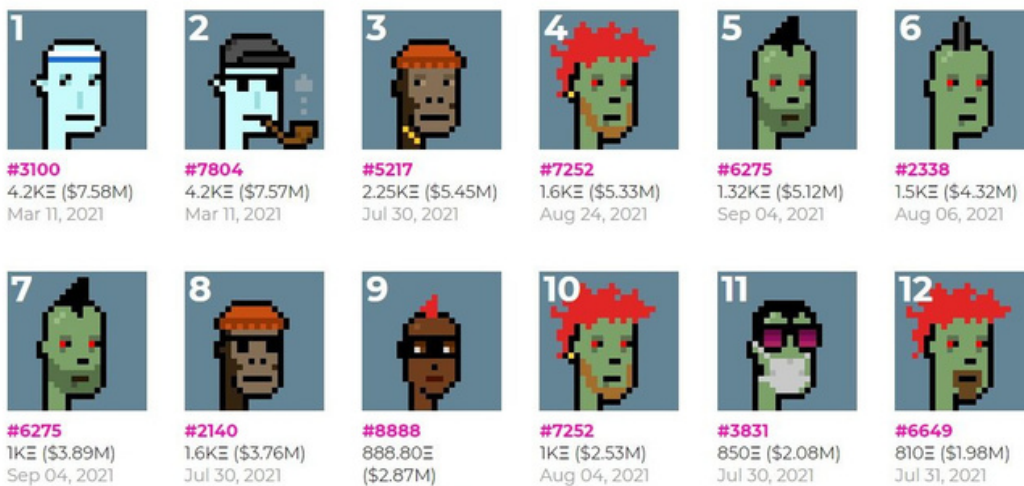 1
2
3
4
5
6
#3100
#7804
#5217
#7252
#6275
#2338
4.2KΞ ($7.58M)
4.2KΞ ($7.57M)
2.25KΞ ($5.45M)
1.6KΞ ($5.33M)
1.32KΞ ($5.12M)
1.5KΞ ($4.32M)
Mar 11, 2021
Mar 11, 2021
Jul 30, 2021
Aug 24, 2021
Sep 04, 2021
Aug 06, 2021
7
8
9
10
11
12
#6275
#2140
#8888
#7252
#3831
#6649
1KΞ ($3.89M)
1.6KΞ ($3.76M)
888.80Ξ
($2.87M)
1KΞ ($2.53M)
850Ξ ($2.08M)
810Ξ ($1.98M)
Sep 04, 2021
Jul 30, 2021
Aug 04, 2021
Jul 30, 2021
Jul 31, 2021